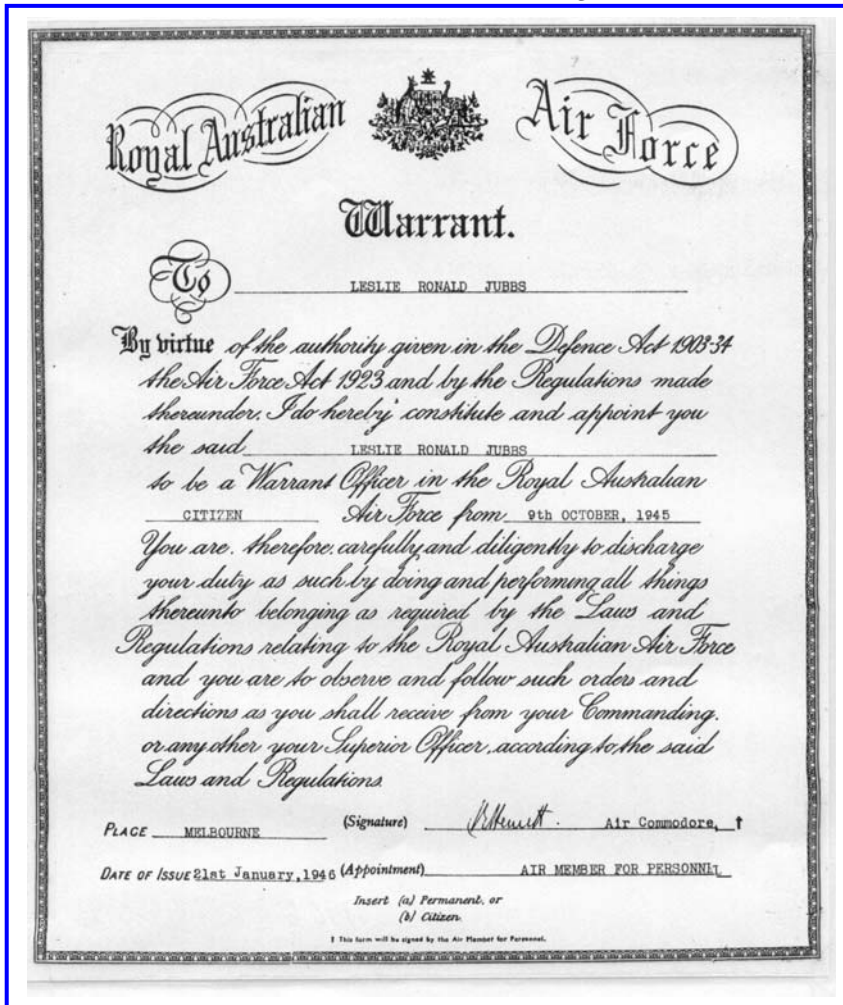 Royal Australian Air Force
Warrant.
To LESLIE RONALD JUBBS
By virtue of the authority given in the Defence Act 1903-34
the Air Force Act 1923 and by the Regulations made
thereunder. I do hereby constitute and appoint you
the said LESLIE RONALD JUBBS
to be a Warrant Officer in the Royal Australian
CITIZEN Air Force from 9th OCTOBER, 1945
You are, therefore, carefully and diligently to discharge
your duty as such by doing and performing all things
thereunto belonging as required by the Laws and
Regulations relating to the Royal Australian Air Force
and you are to observe and follow such orders and
directions as you shall receive from your Commanding.
or any other your Superior Officer, according to the said
Laws and Regulations.
PLACE MELBOURNE (Signature) Air Commodore, †
DATE OF ISSUE 21st January, 1946 (Appointment) AIR MEMBER FOR PERSONNEL
Insert (a) Permanent, or
(b) Citizen.
† This form will be signed by the Air Member for Personnel.